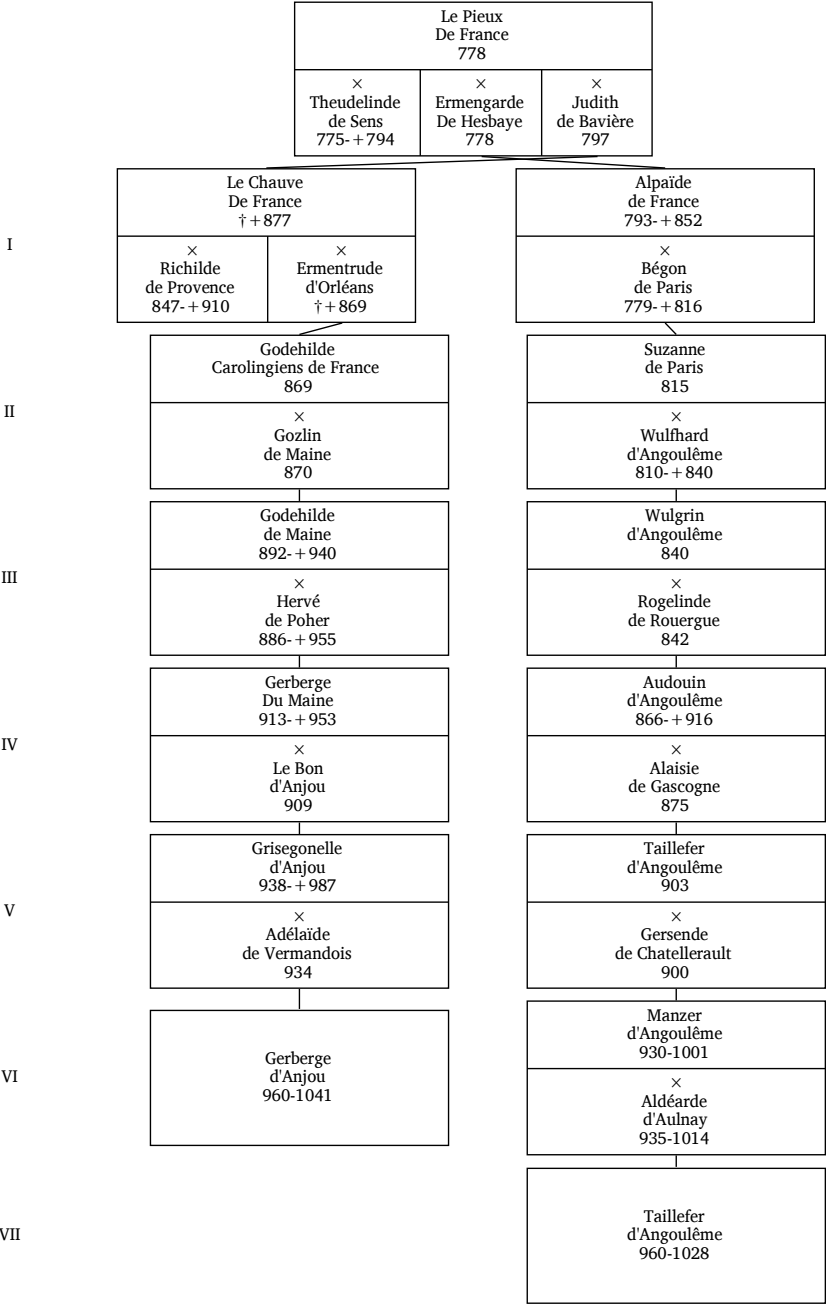 Le Pieux
De France
778
×
Theudelinde
de Sens
775-+794
×
Ermengarde
De Hesbaye
778
×
Judith
de Bavière
797
I
Le Chauve
De France
†+877
×
Richilde
de Provence
847-+910
×
Ermentrude
d'Orléans
†+869
Alpaïde
de France
793-+852
×
Bégon
de Paris
779-+816
II
Godehilde
Carolingiens de France
869
×
Gozlin
de Maine
870
Suzanne
de Paris
815
×
Wulfhard
d'Angoulême
810-+840
III
Godehilde
de Maine
892-+940
×
Hervé
de Poher
886-+955
Wulgrin
d'Angoulême
840
×
Rogelinde
de Rouergue
842
IV
Gerberge
Du Maine
913-+953
×
Le Bon
d'Anjou
909
Audouin
d'Angoulême
866-+916
×
Alaisie
de Gascogne
875
V
Grisegonelle
d'Anjou
938-+987
×
Adélaïde
de Vermandois
934
Taillefer
d'Angoulême
903
×
Gersende
de Chatellerault
900
VI
Gerberge
d'Anjou
960-1041
Manzer
d'Angoulême
930-1001
×
Aldéarde
d'Aulnay
935-1014
VII
Taillefer
d'Angoulême
960-1028